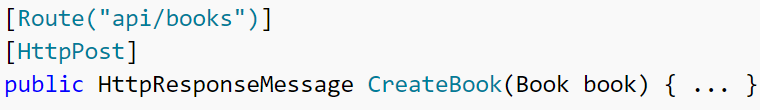 [Route("api/books")]
[HttpPost]
public HttpResponseMessage CreateBook(Book book) { ... }